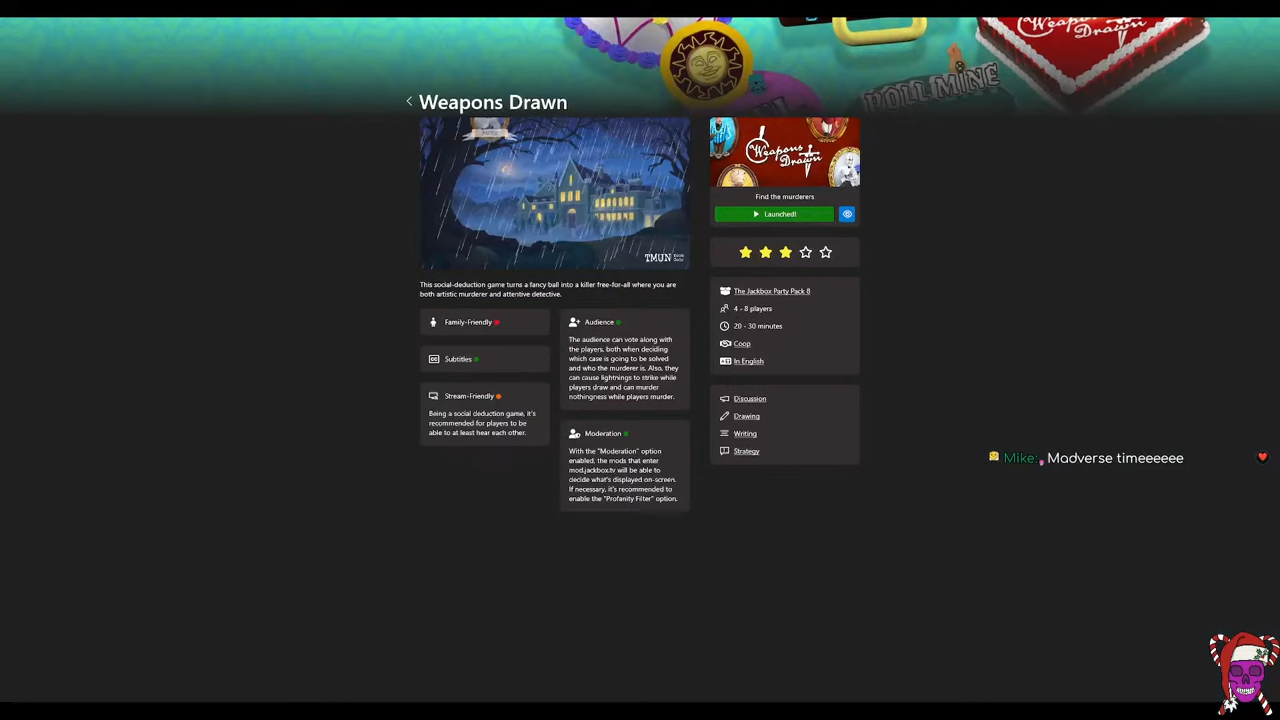 Weapons Drawn
POLL MINE
Weapons Drawn
TMUN
Weapons Drawn
Find the murderers
Launched!
This social-deduction game turns a fancy ball into a killer free-for-all where you are
both artistic murderer and attentive detective.
Family-Friendly
Subtitles
Stream-Friendly
Being a social deduction game, it's
recommended for players to be
able to at least hear each other.
Audience
The audience can vote along with
the players, both when deciding
which case is going to be solved
and who the murderer is. Also, they
can cause lightnings to strike while
players draw and can murder
nothingness while players murder.
Moderation
With the "Moderation" option
enabled, the mods that enter
mod.jackbox.tv will be able to
decide what's displayed on-screen.
If necessary, it's recommended to
enable the "Profanity Filter" option.
The Jackbox Party Pack 8
4 - 8 players
20 - 30 minutes
Coop
In English
Discussion
Drawing
Writing
Strategy
Mike: Madverse timeeeeee